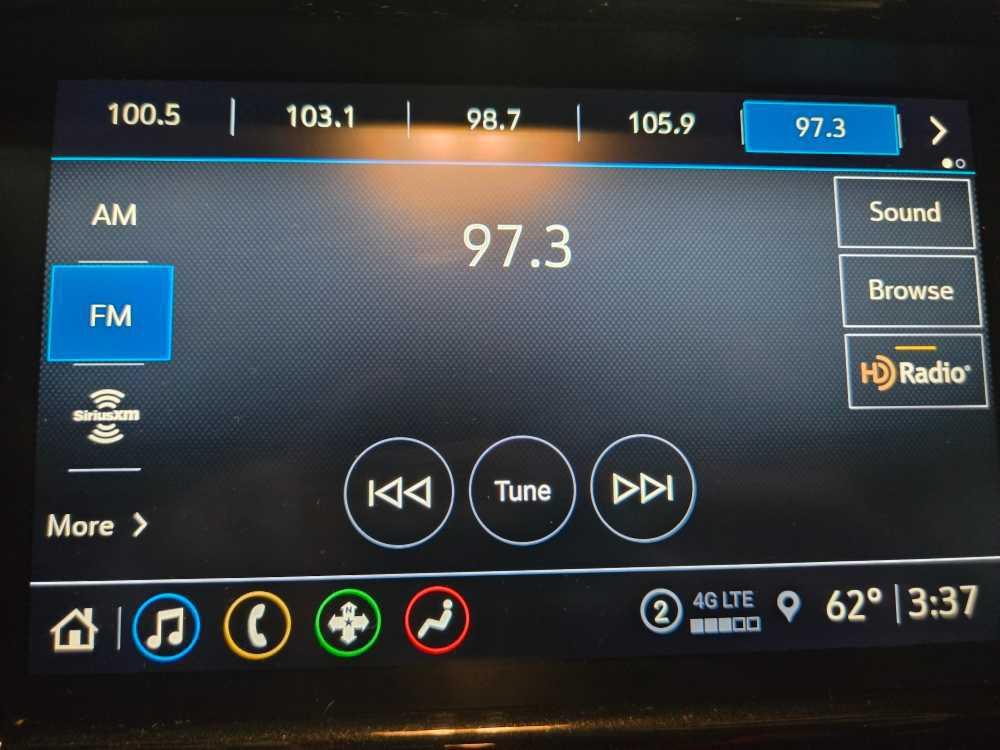 100.5 103.1 98.7 105.9 97.3
AM
97.3
Sound
FM
Browse
HD Radio®
SiriusXM
Tune
More
N
2 4G LTE 62° 3:37